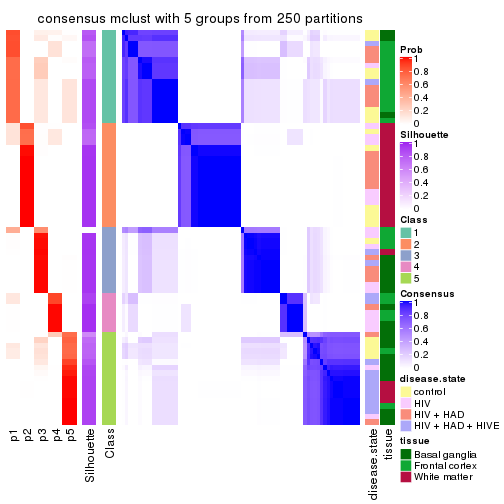 consensus mclust with 5 groups from 250 partitions
Prob
1
0.8
0.6
0.4
0.2
0
Silhouette
1
0.8
0.6
0.4
0.2
0
Class
1
2
3
4
5
Consensus
1
0.8
0.6
0.4
0.2
0
disease.state
control
HIV
HIV + HAD
HIV + HAD + HIVE
tissue
Basal ganglia
Frontal cortex
White matter
p1
p2
p3
p4
p5
Silhouette
Class
disease.state
tissue